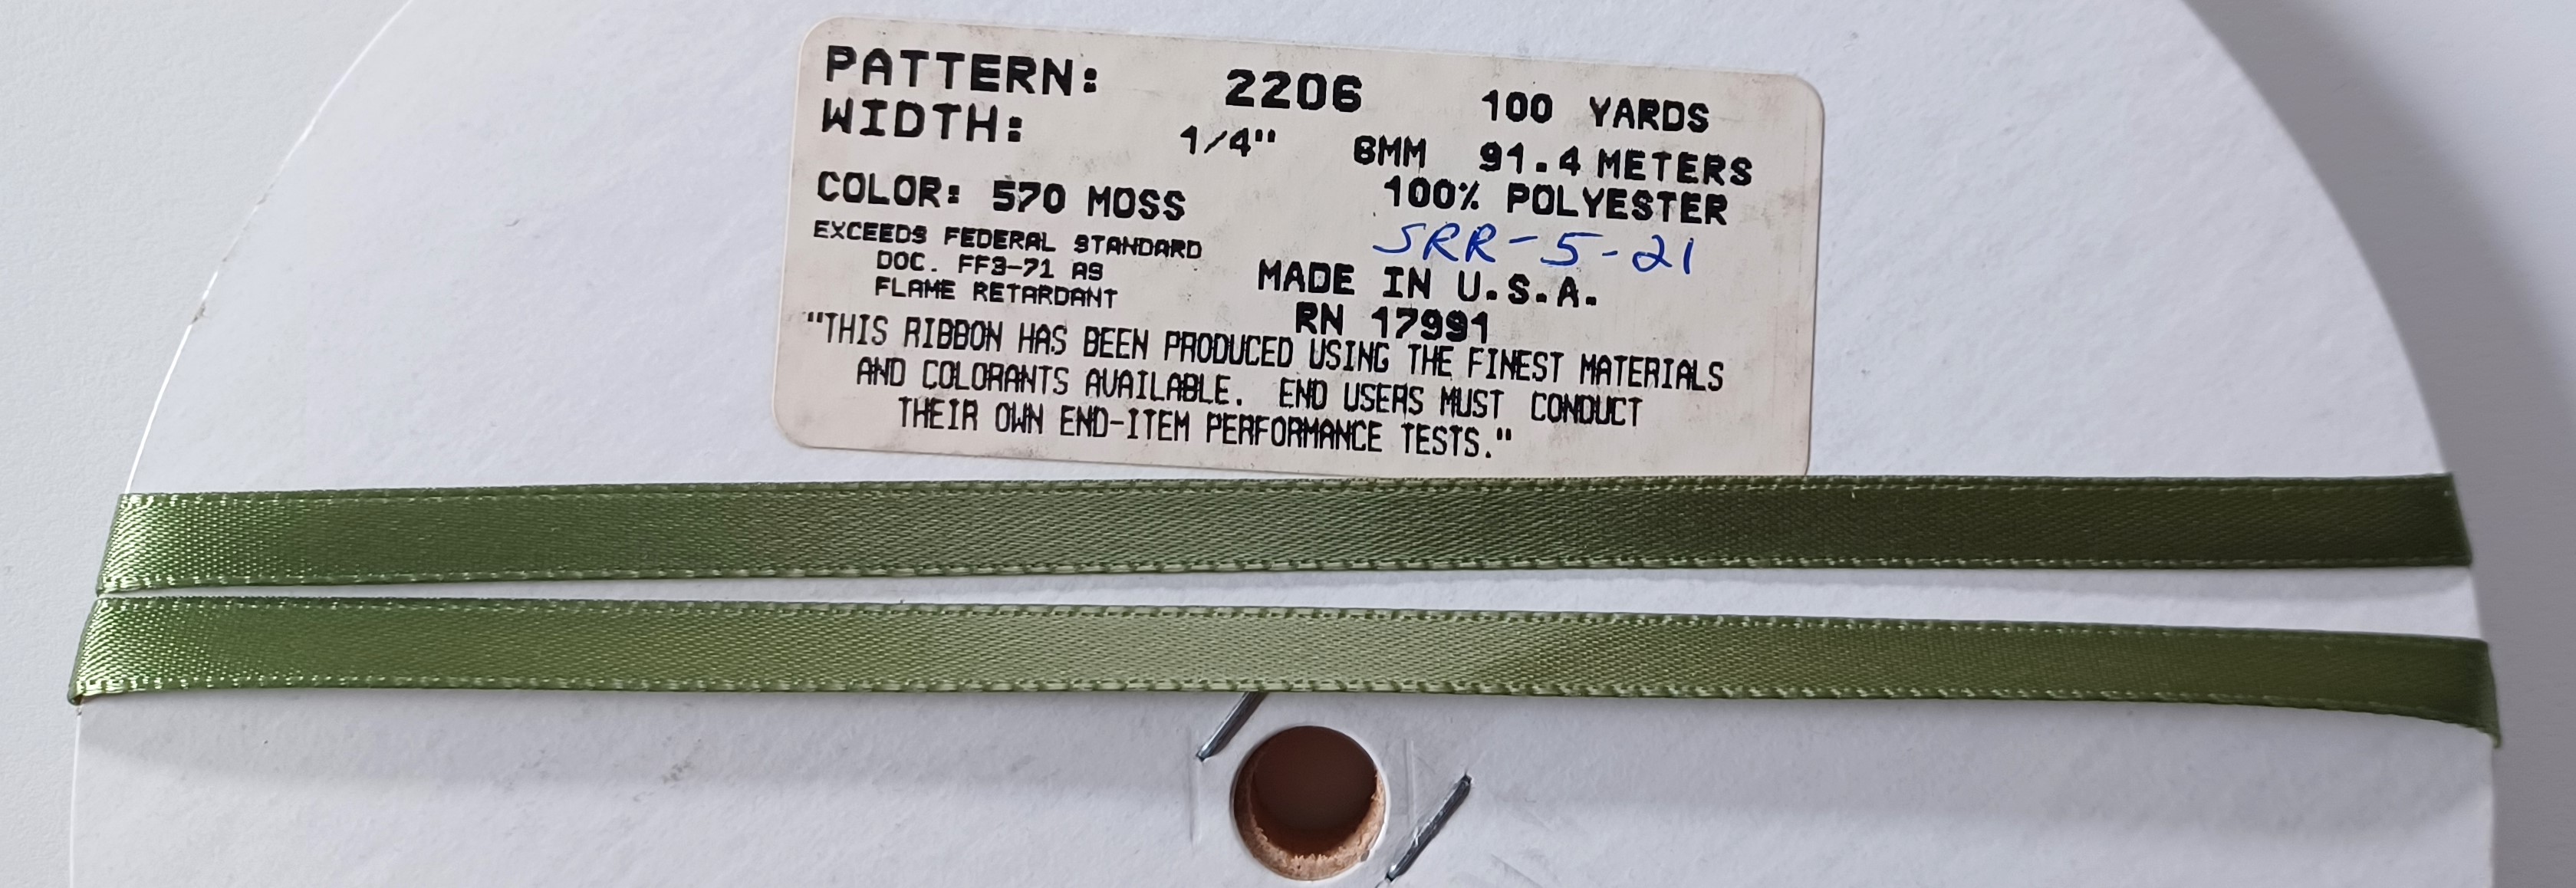 PATTERN: 2206 100 YARDS
WIDTH: 1/4" 6MM 91.4 METERS
COLOR: 570 MOSS 100% POLYESTER
EXCEEDS FEDERAL STANDARD
DOC. FF3-71 AS
FLAME RETARDANT
SRR-5-21
MADE IN U.S.A.
RN 17991
"THIS RIBBON HAS BEEN PRODUCED USING THE FINEST MATERIALS
AND COLORANTS AVAILABLE. END USERS MUST CONDUCT
THEIR OWN END-ITEM PERFORMANCE TESTS."